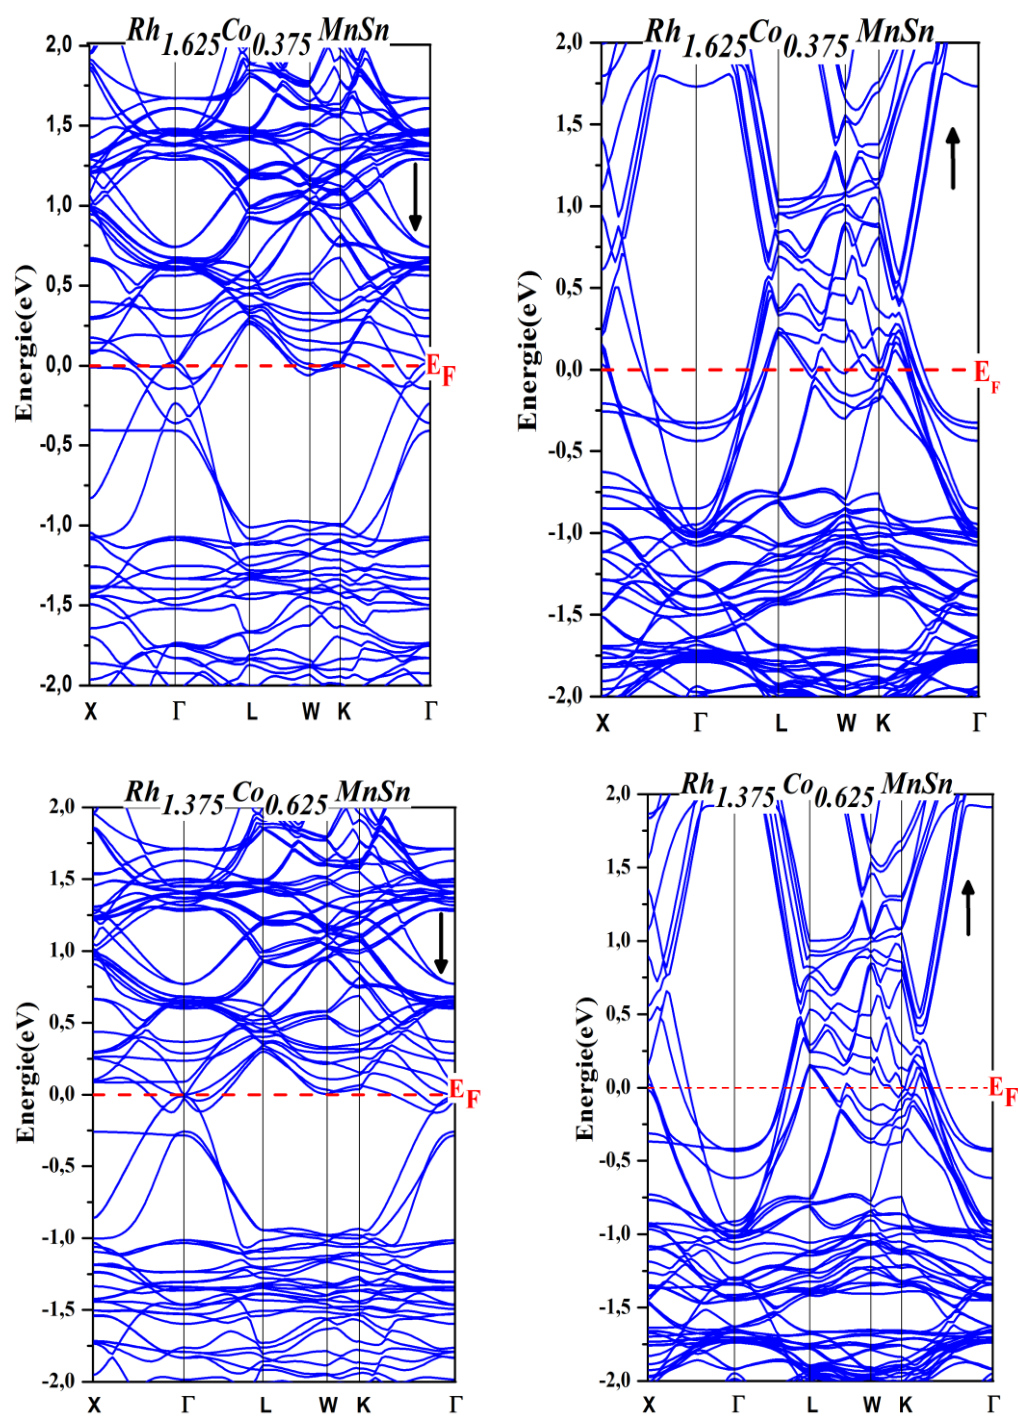 Rh1.625Co0.375MnSn
2,0
1.5
1.0
0.5
0.0
-0.5
-1.0
-1.5
-2,0
Energie(eV)
EF
X Γ L W K Γ
Rh1.625Co0.375MnSn
2,0
1,5
1,0
0,5
0,0
-0,5
-1,0
-1,5
-2,0
Energie(eV)
EF
X Γ L W K Γ
Rh1.375Co0.625MnSn
2,0
1.5
1.0
0.5
0.0
-0.5
-1.0
-1.5
-2,0
Energie(eV)
EF
X Γ L W K Γ
Rh1.375Co0.625MnSn
2,0
1,5
1,0
0,5
0,0
-0,5
-1,0
-1,5
-2,0
Energie(eV)
EF
X Γ L W K Γ